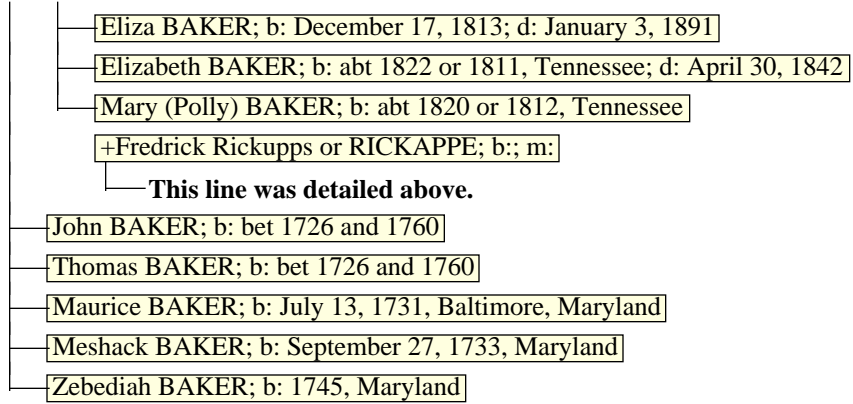 Eliza BAKER; b: December 17, 1813; d: January 3, 1891
Elizabeth BAKER; b: abt 1822 or 1811, Tennessee; d: April 30, 1842
Mary (Polly) BAKER; b: abt 1820 or 1812, Tennessee
+Fredrick Rickupps or RICKAPPE; b:; m:
This line was detailed above.
John BAKER; b: bet 1726 and 1760
Thomas BAKER; b: bet 1726 and 1760
Maurice BAKER; b: July 13, 1731, Baltimore, Maryland
Meshack BAKER; b: September 27, 1733, Maryland
Zebediah BAKER; b: 1745, Maryland